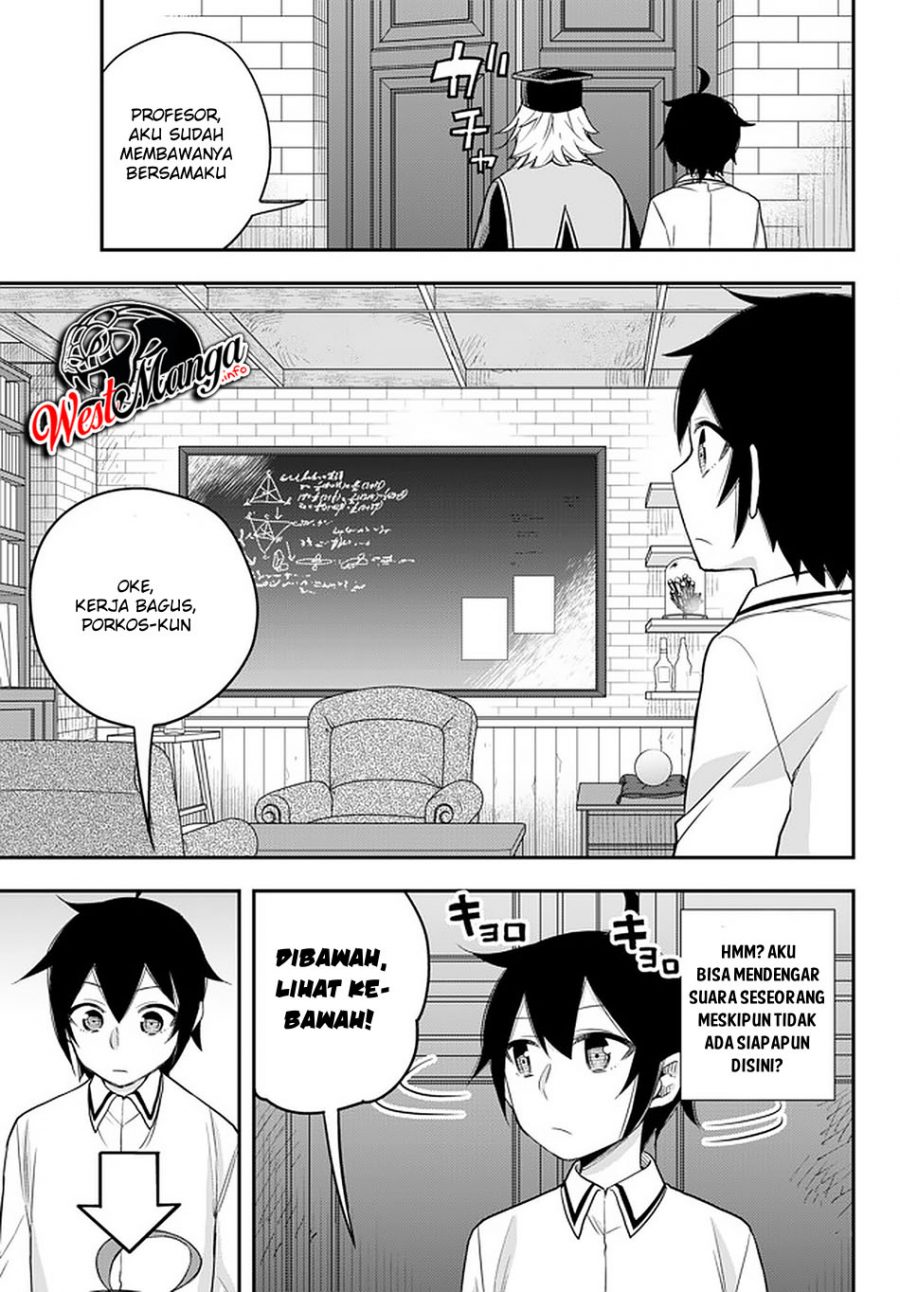 PROFESOR,
AKU SUDAH
MEMBAWANYA
BERSAMAKU
ガチャ
WestManga
.info
OKE,
KERJA BAGUS,
PORKOS-KUN
HMM? AKU
BISA MENDENGAR
SUARA SESEORANG
MESKIPUN TIDAK
ADA SIAPAPUN
DISINI?
キョロ
キョロ
DIBAWAH,
LIHAT KE-
BAWAH!